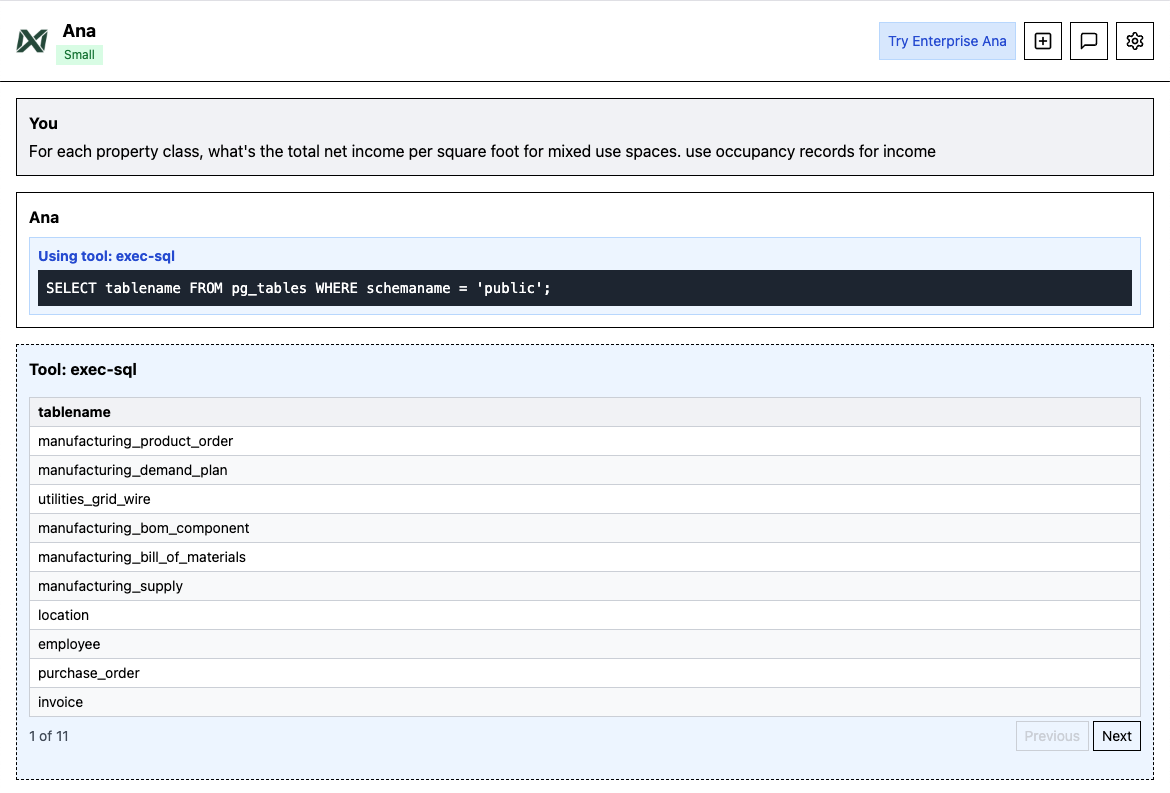 Ana
Small
Try Enterprise Ana
You
For each property class, what's the total net income per square foot for mixed use spaces. use occupancy records for income
Ana
Using tool: exec-sql
SELECT tablename FROM pg_tables WHERE schemaname = 'public';
Tool: exec-sql
tablename
manufacturing_product_order
manufacturing_demand_plan
utilities_grid_wire
manufacturing_bom_component
manufacturing_bill_of_materials
manufacturing_supply
location
employee
purchase_order
invoice
1 of 11
Previous
Next